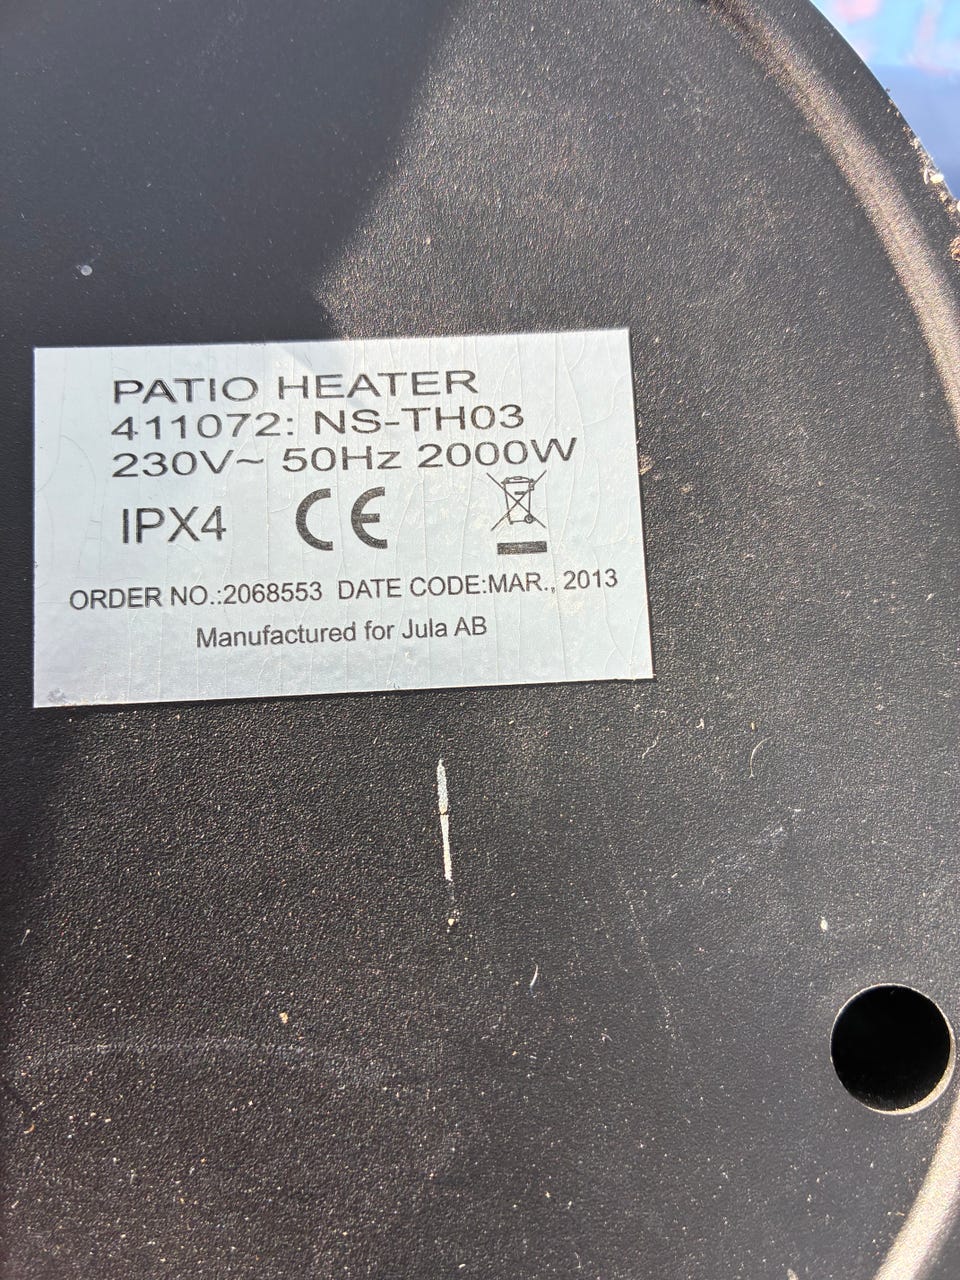 PATIO HEATER
411072: NS-TH03
230V~ 50Hz 2000W
IPX4 CE
ORDER NO.:2068553 DATE CODE:MAR., 2013
Manufactured for Jula AB